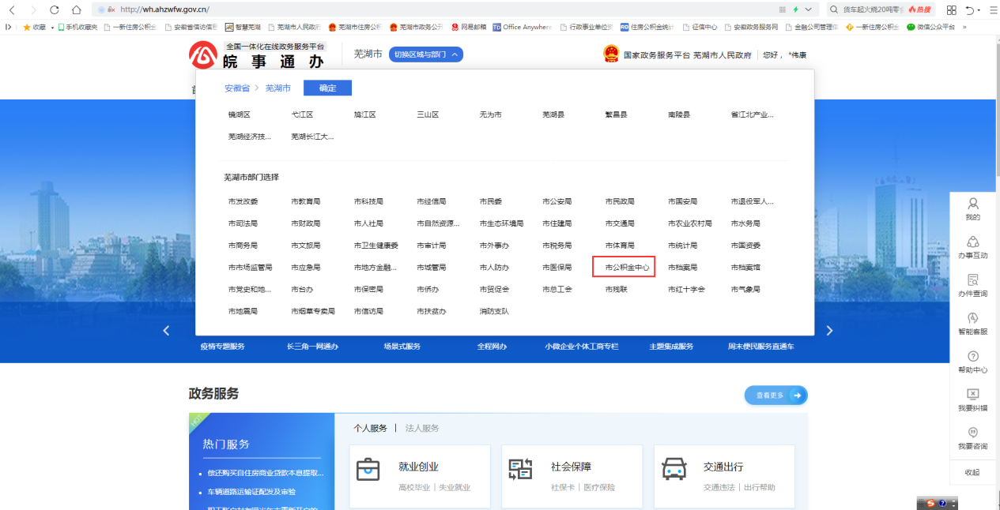 http://wh.ahzwfw.gov.cn/
货车起火烧20吨零 热搜
收藏 手机收藏夹 一新住房公积金 安徽省信访信息 智慧芜湖 芜湖市人民政府 芜湖市住房公积 芜湖市政务公开 网易邮箱 TD Office Anywhere 行政事业单位资 RD 住房公积金统计 征信中心 安徽政务服务网 金融公司管理信 一新住房公积金 微信公众平台 »
全国一体化在线政务服务平台
皖事通办
芜湖市 切换区域与部门
国家政务服务平台 芜湖市人民政府 您好， *伟康
安徽省 > 芜湖市 确定
镜湖区 弋江区 鸠江区 三山区 无为市 芜湖县 繁昌县 南陵县 省江北产业...
芜湖经济技... 芜湖长江大...
芜湖市部门选择
市发改委 市教育局 市科技局 市经信局 市民委 市公安局 市民政局 市国安局 市退役军人...
市司法局 市财政局 市人社局 市自然资源... 市生态环境局 市住建局 市交通局 市农业农村局 市水务局
市商务局 市文旅局 市卫生健康委 市审计局 市外事办 市税务局 市体育局 市统计局 市国资委
市市场监管局 市应急局 市地方金融... 市城管局 市人防办 市医保局 市公积金中心 市档案局 市档案馆
市党史和地... 市台办 市保密局 市侨办 市贸促会 市总工会 市残联 市红十字会 市气象局
市地震局 市烟草专卖局 市信访局 市扶贫办 消防支队
疫情专题服务 长三角一网通办 场景式服务 全程网办 小微企业个体工商专栏 主题集成服务 周末便民服务直通车
我的
办事互动
办件查询
智能客服
帮助中心
我要纠错
我要咨询
收起
政务服务
查看更多
HOT
热门服务
偿还购买自住房商业贷款本息提取...
车辆道路运输证配发及审验
个人服务 | 法人服务
就业创业
高校毕业 | 失业就业
社会保障
社保卡 | 医疗保险
交通出行
交通违法 | 出行帮助